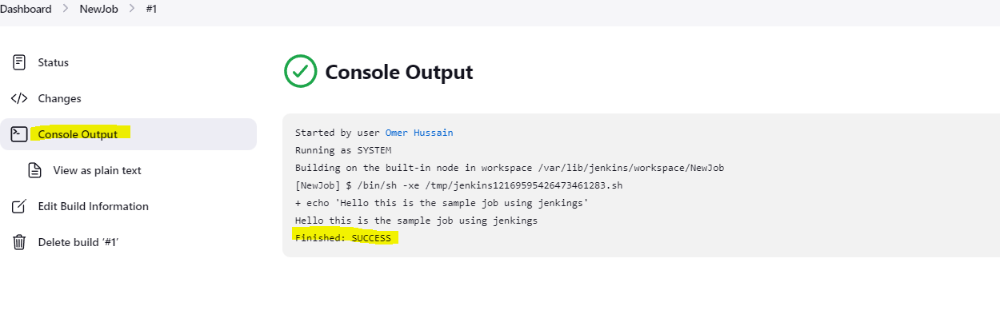 Dashboard > NewJob > #1
Status
Changes
Console Output
View as plain text
Edit Build Information
Delete build ‘#1’
Console Output
Started by user Omer Hussain
Running as SYSTEM
Building on the built-in node in workspace /var/lib/jenkins/workspace/NewJob
[NewJob] $ /bin/sh -xe /tmp/jenkins12169595426473461283.sh
+ echo 'Hello this is the sample job using jenkings'
Hello this is the sample job using jenkings
Finished: SUCCESS